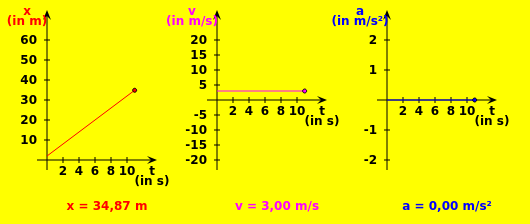 x
(in m)
60
50
40
30
20
10
2 4 6 8 10
t
(in s)
x = 34,87 m
v
(in m/s)
20
15
10
5
-5
-10
-15
-20
2 4 6 8 10
t
(in s)
v = 3,00 m/s
a
(in m/s²)
2
1
-1
-2
2 4 6 8 10
t
(in s)
a = 0,00 m/s²